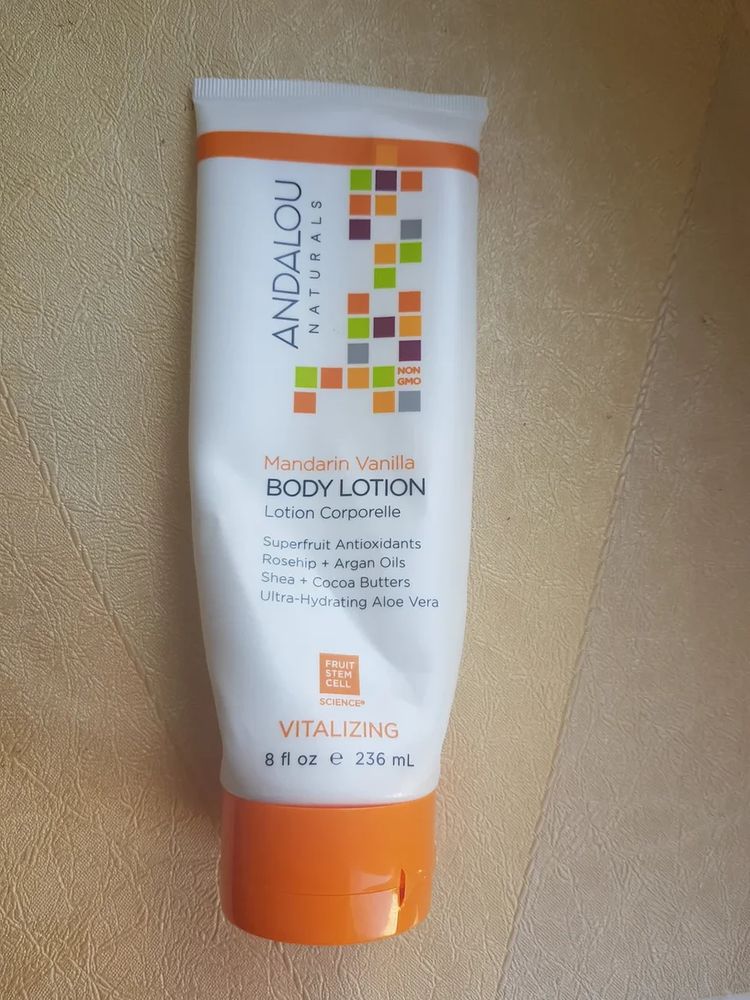 ANDALOU
NATURALS
NON
GMO
Mandarin Vanilla
BODY LOTION
Lotion Corporelle
Superfruit Antioxidants
Rosehip + Argan Oils
Shea + Cocoa Butters
Ultra-Hydrating Aloe Vera
FRUIT
STEM
CELL
SCIENCE®
VITALIZING
8 fl oz ℮ 236 mL